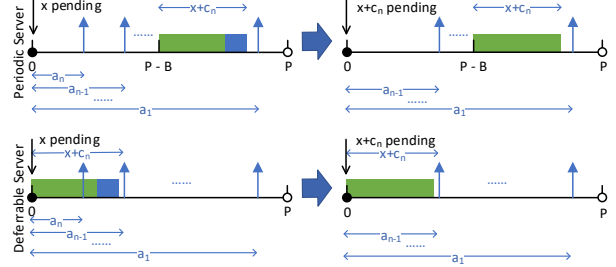 Periodic Server
x pending
x+cₙ
0
P - B
P
aₙ
aₙ₋₁
......
a₁
......
x+cₙ pending
x+cₙ
0
P - B
P
aₙ₋₁
......
a₁
......
Deferrable Server
x pending
x+cₙ
......
0
P
aₙ
aₙ₋₁
......
a₁
x+cₙ pending
x+cₙ
......
0
P
aₙ₋₁
......
a₁